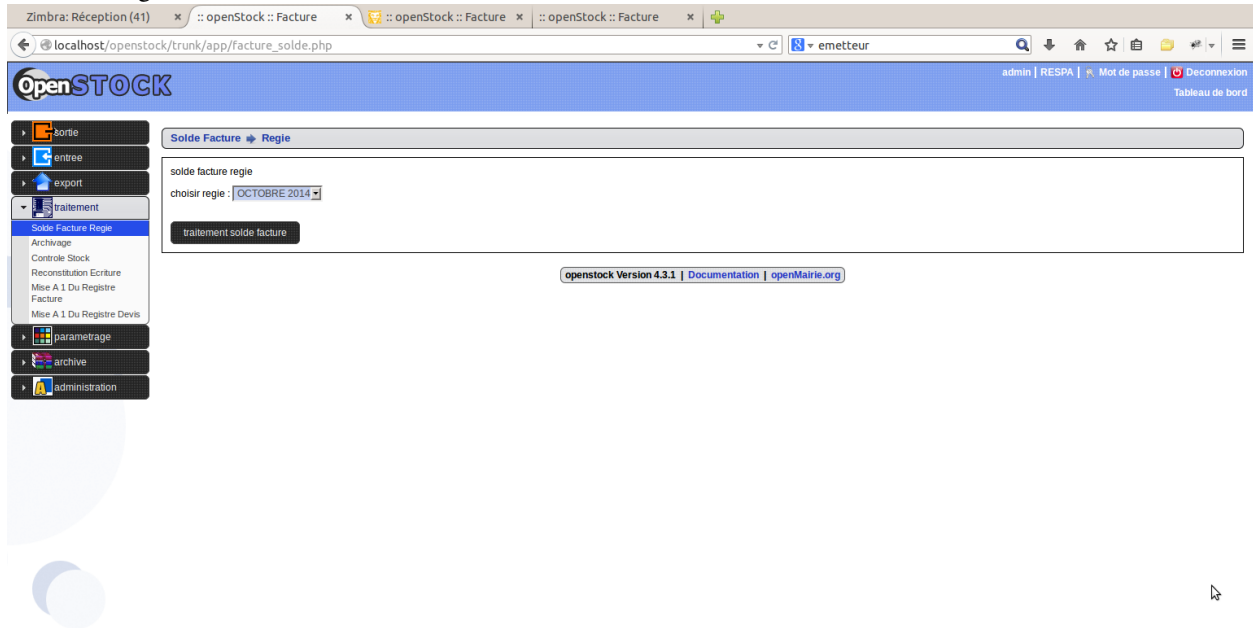 Zimbra: Réception (41) × :: openStock :: Facture × :: openStock :: Facture × :: openStock :: Facture ×
localhost/openstock/trunk/app/facture_solde.php emetteur
OpenSTOCK
admin | RESPA | Mot de passe | Deconnexion
Tableau de bord
sortie
entree
export
traitement
Solde Facture Regie
Archivage
Controle Stock
Reconstitution Ecriture
Mise A 1 Du Registre
Facture
Mise A 1 Du Registre Devis
parametrage
archive
administration
Solde Facture Regie
solde facture regie
choisir regie : OCTOBRE 2014
traitement solde facture
openstock Version 4.3.1 | Documentation | openMairie.org